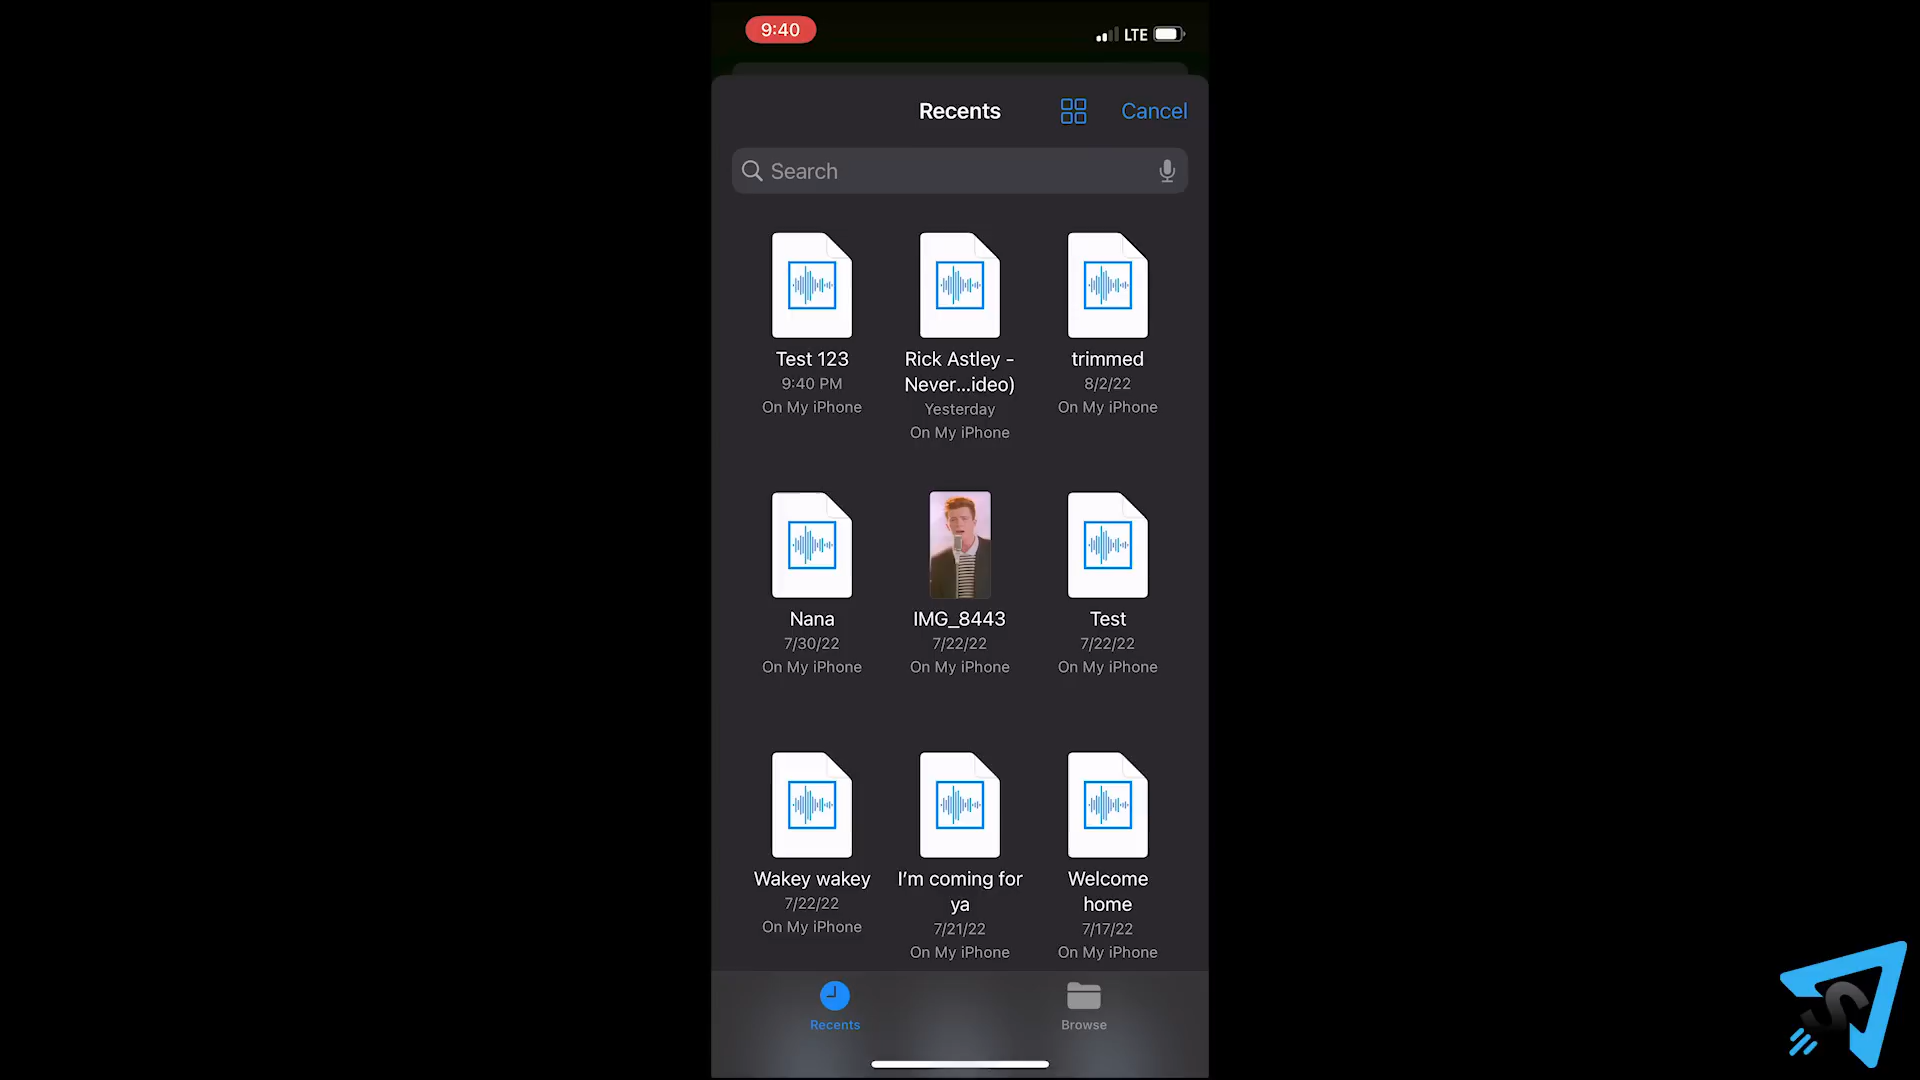 9:40
LTE
Recents
Cancel
Search
Test 123
9:40 PM
On My iPhone
Rick Astley -
Never...ideo)
Yesterday
On My iPhone
trimmed
8/2/22
On My iPhone
Nana
7/30/22
On My iPhone
IMG_8443
7/22/22
On My iPhone
Test
7/22/22
On My iPhone
Wakey wakey
7/22/22
On My iPhone
I'm coming for
ya
7/21/22
On My iPhone
Welcome
home
7/17/22
On My iPhone
Recents
Browse
S